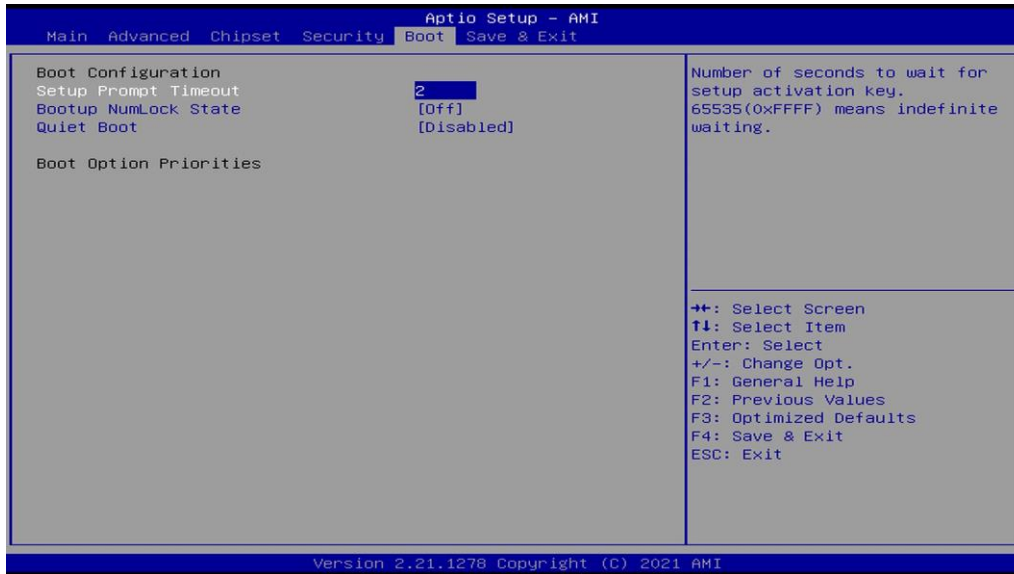 Aptio Setup – AMI
Main Advanced Chipset Security Boot Save & Exit
Boot Configuration
Setup Prompt Timeout 2
Bootup NumLock State [Off]
Quiet Boot [Disabled]
Boot Option Priorities
Number of seconds to wait for
setup activation key.
65535(0xFFFF) means indefinite
waiting.
→←: Select Screen
↑↓: Select Item
Enter: Select
+/-: Change Opt.
F1: General Help
F2: Previous Values
F3: Optimized Defaults
F4: Save & Exit
ESC: Exit
Version 2.21.1278 Copyright (C) 2021 AMI